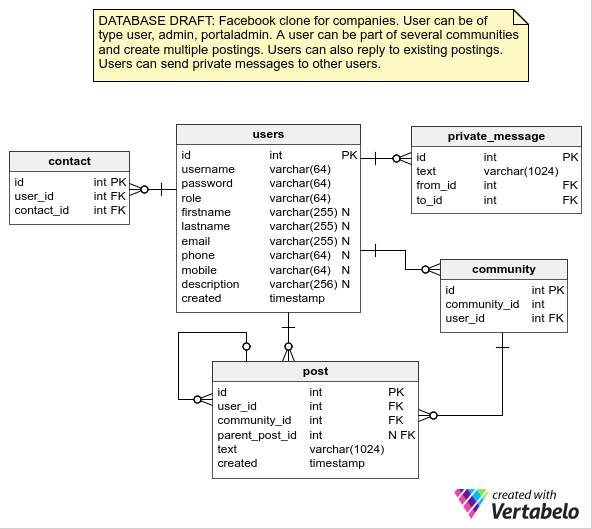 DATABASE DRAFT: Facebook clone for companies. User can be of
type user, admin, portaladmin. A user can be part of several communities
and create multiple postings. Users can also reply to existing postings.
Users can send private messages to other users.
contact
id int PK
user_id int FK
contact_id int FK
users
id int PK
username varchar(64)
password varchar(64)
role varchar(64)
firstname varchar(255) N
lastname varchar(255) N
email varchar(255) N
phone varchar(64) N
mobile varchar(64) N
description varchar(256) N
created timestamp
private_message
id int PK
text varchar(1024)
from_id int FK
to_id int FK
community
id int PK
community_id int
user_id int FK
post
id int PK
user_id int FK
community_id int FK
parent_post_id int N FK
text varchar(1024)
created timestamp
created with
Vertabelo